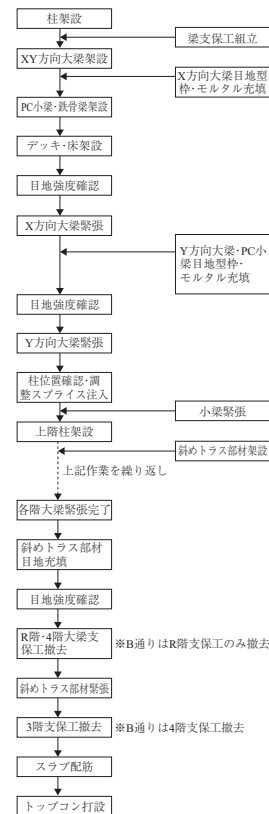 柱架設
梁支保工組立
XY方向大梁架設
X方向大梁目地型
枠・モルタル充填
PC小梁・鉄骨梁架設
デッキ・床架設
目地強度確認
X方向大梁緊張
Y方向大梁・PC小
梁目地型枠・
モルタル充填
目地強度確認
Y方向大梁緊張
柱位置確認・調
整スプライス注入
小梁緊張
上階柱架設
斜めトラス部材架設
上記作業を繰り返し
各階大梁緊張完了
斜めトラス部材
目地充填
目地強度確認
R階・4階大梁支
保工撤去
※B通りはR階支保工のみ撤去
斜めトラス部材緊張
3階支保工撤去
※B通りは4階支保工撤去
スラブ配筋
トップコン打設